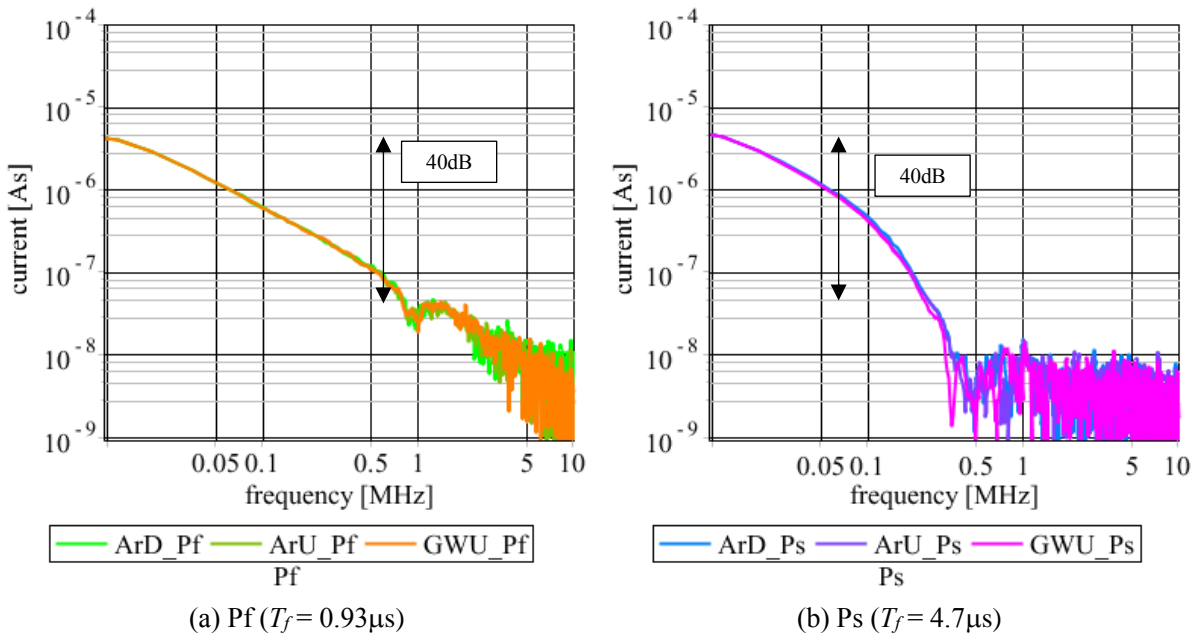 10⁻⁴
10⁻⁵
10⁻⁶
10⁻⁷
10⁻⁸
10⁻⁹
current [As]
40dB
0.05 0.1 0.5 1 5 10
frequency [MHz]
ArD_Pf ArU_Pf GWU_Pf
Pf
(a) Pf (T_f = 0.93μs)
10⁻⁴
10⁻⁵
10⁻⁶
10⁻⁷
10⁻⁸
10⁻⁹
current [As]
40dB
0.05 0.1 0.5 1 5 10
frequency [MHz]
ArD_Ps ArU_Ps GWU_Ps
Ps
(b) Ps (T_f = 4.7μs)